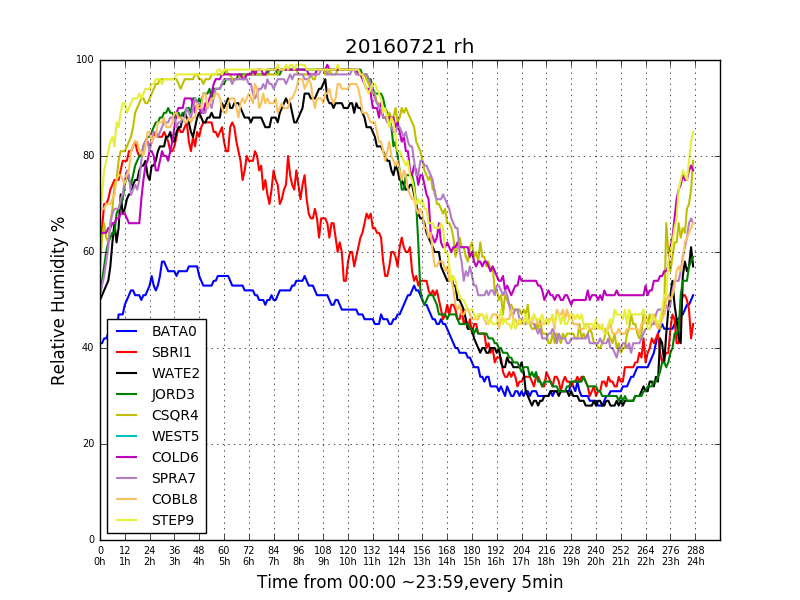 20160721 rh
Relative Humidity %
100
80
60
40
20
0
BATA0
SBRI1
WATE2
JORD3
CSQR4
WEST5
COLD6
SPRA7
COBL8
STEP9
0 12 24 36 48 60 72 84 96 108 120 132 144 156 168 180 192 204 216 228 240 252 264 276 288
0h 1h 2h 3h 4h 5h 6h 7h 8h 9h 10h 11h 12h 13h 14h 15h 16h 17h 18h 19h 20h 21h 22h 23h 24h
Time from 00:00 ~23:59,every 5min